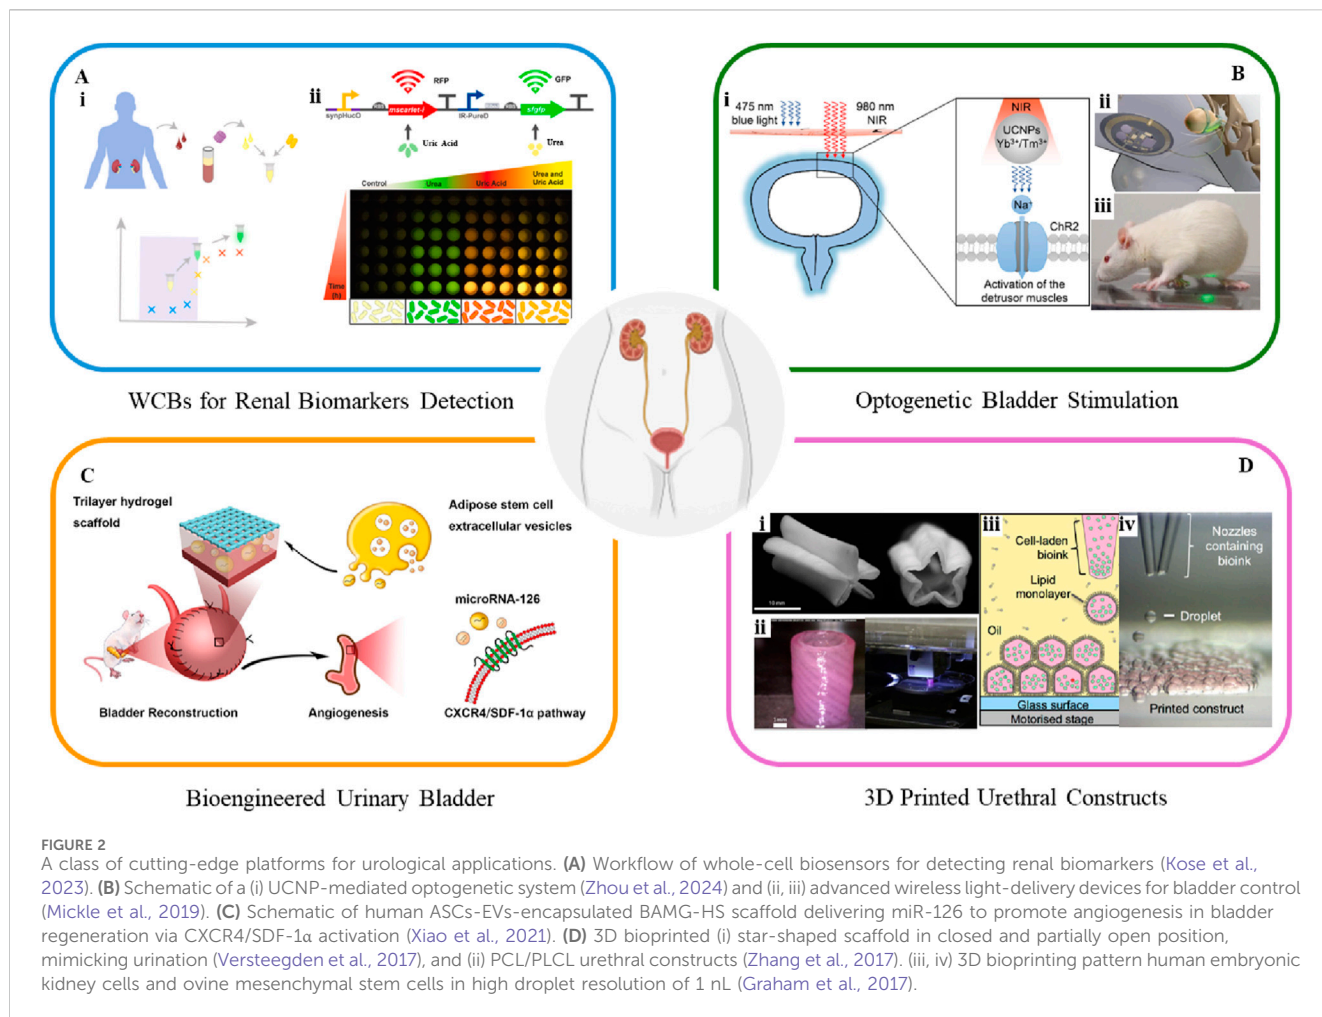 A
i
ii
RFP
GFP
synpHucD
mscarlet-I
IR-PureD
sfgfp
Uric Acid
Urea
Control
Urea
Uric Acid
Urea and
Uric Acid
Time
(h)
WCBs for Renal Biomarkers Detection
B
i
475 nm
blue light
980 nm
NIR
NIR
UCNPs
Yb³⁺/Tm³⁺
Na⁺
ChR2
Activation of the
detrusor muscles
ii
iii
Optogenetic Bladder Stimulation
C
Trilayer hydrogel
scaffold
Adipose stem cell
extracellular vesicles
microRNA-126
Bladder Reconstruction
Angiogenesis
CXCR4/SDF-1α pathway
Bioengineered Urinary Bladder
D
i
10 mm
ii
iii
Cell-laden
bioink
Lipid
monolayer
Oil
Glass surface
Motorised stage
iv
Nozzles
containing
bioink
Droplet
Printed construct
3D Printed Urethral Constructs
FIGURE 2
A class of cutting-edge platforms for urological applications. (A) Workflow of whole-cell biosensors for detecting renal biomarkers (Kose et al.,
2023). (B) Schematic of a (i) UCNP-mediated optogenetic system (Zhou et al., 2024) and (ii, iii) advanced wireless light-delivery devices for bladder control
(Mickle et al., 2019). (C) Schematic of human ASCs-EVs-encapsulated BAMG-HS scaffold delivering miR-126 to promote angiogenesis in bladder
regeneration via CXCR4/SDF-1α activation (Xiao et al., 2021). (D) 3D bioprinted (i) star-shaped scaffold in closed and partially open position,
mimicking urination (Versteegden et al., 2017), and (ii) PCL/PLCL urethral constructs (Zhang et al., 2017). (iii, iv) 3D bioprinting pattern human embryonic
kidney cells and ovine mesenchymal stem cells in high droplet resolution of 1 nL (Graham et al., 2017).